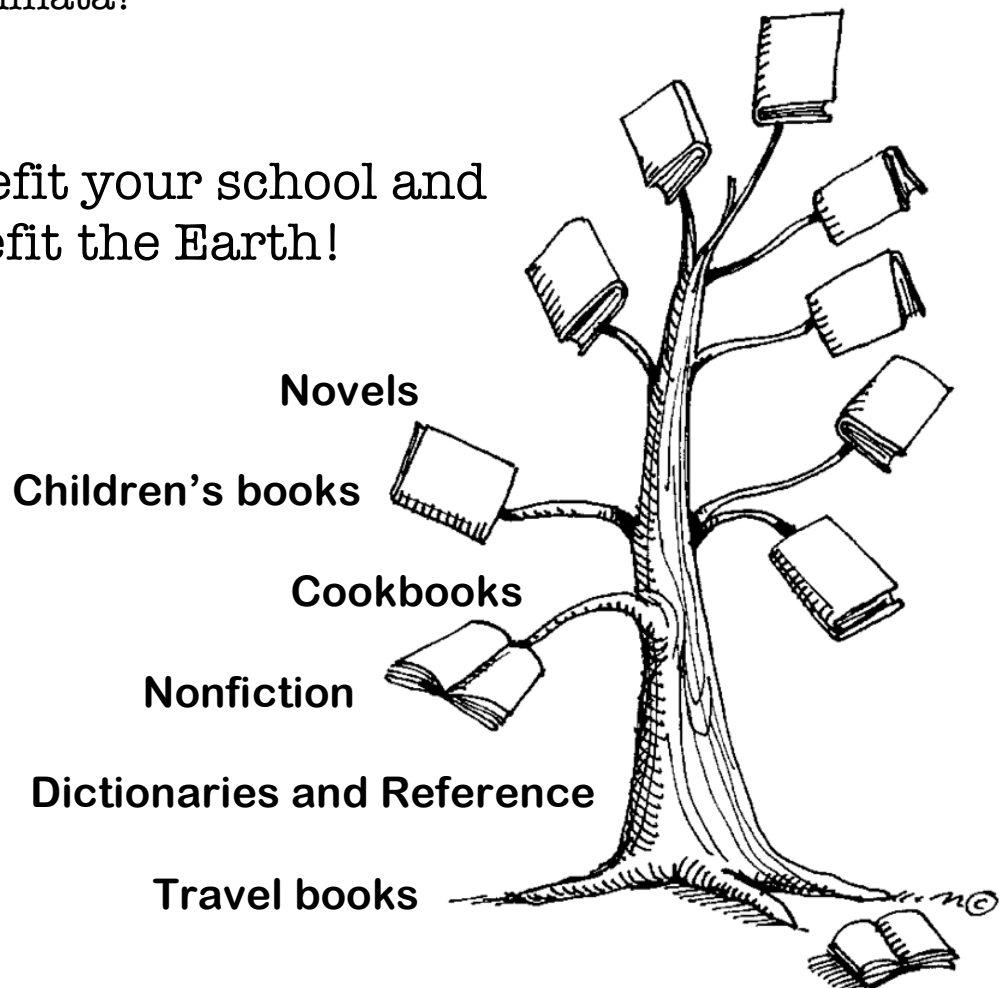 efit your school and
efit the Earth!
Novels
Children's books
Cookbooks
Nonfiction
Dictionaries and Reference
Travel books
©